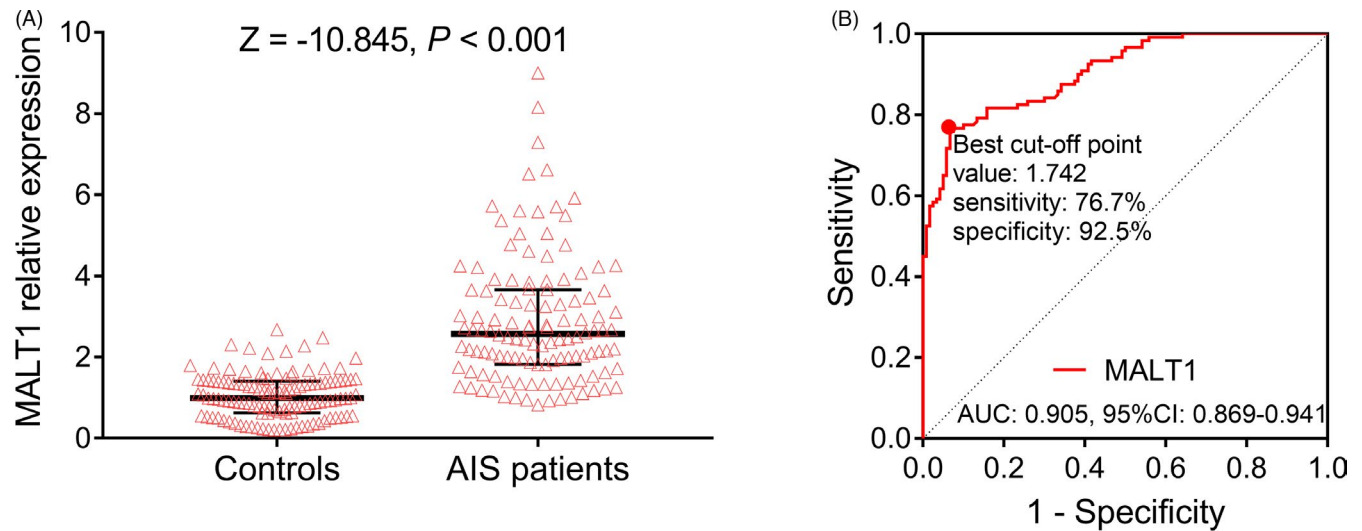 (A)
MALT1 relative expression
10
8
6
4
2
0
Z = -10.845, P < 0.001
Controls
AIS patients
(B)
Sensitivity
1.0
0.8
0.6
0.4
0.2
0.0
Best cut-off point
value: 1.742
sensitivity: 76.7%
specificity: 92.5%
MALT1
AUC: 0.905, 95%CI: 0.869-0.941
0.0 0.2 0.4 0.6 0.8 1.0
1 - Specificity